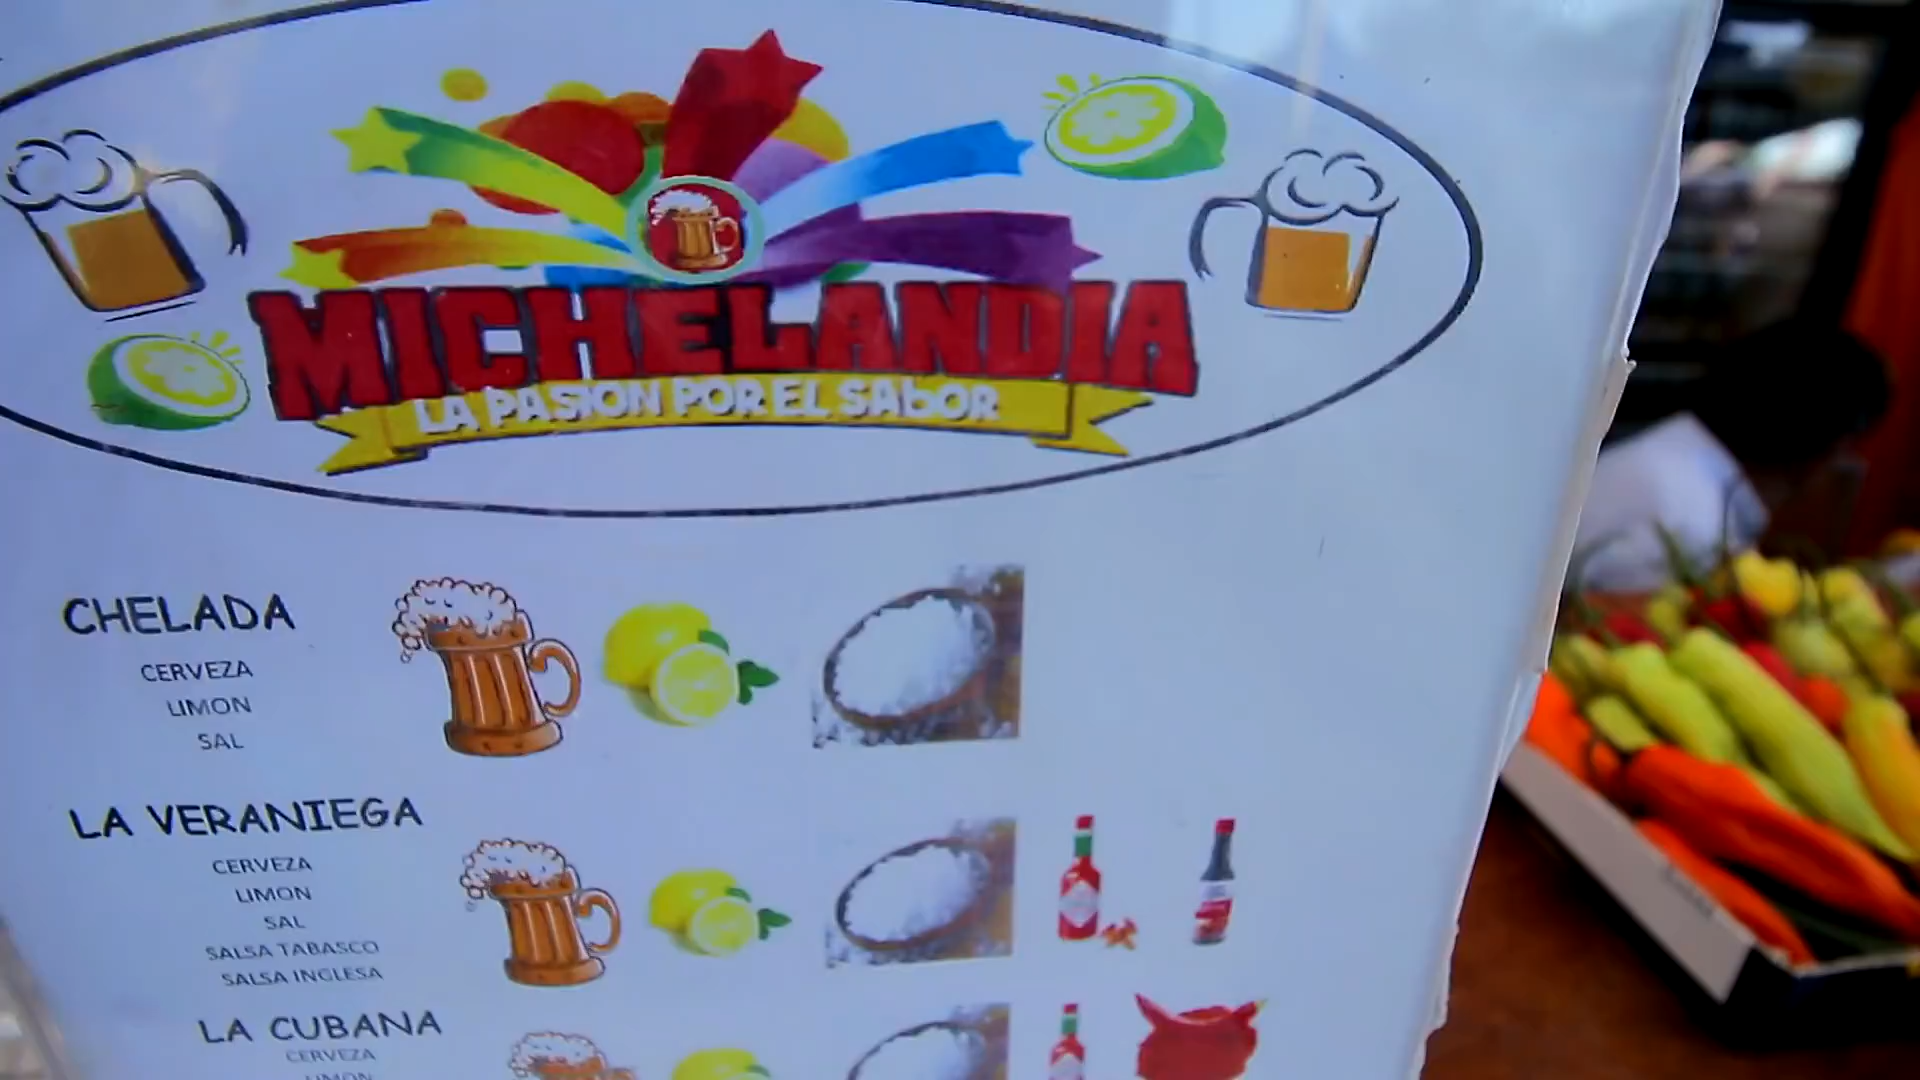 MICHELANDIA
LA PASION POR EL SABOR
CHELADA
CERVEZA
LIMON
SAL
LA VERANIEGA
CERVEZA
LIMON
SAL
SALSA TABASCO
SALSA INGLESA
LA CUBANA
CERVEZA
LIMON